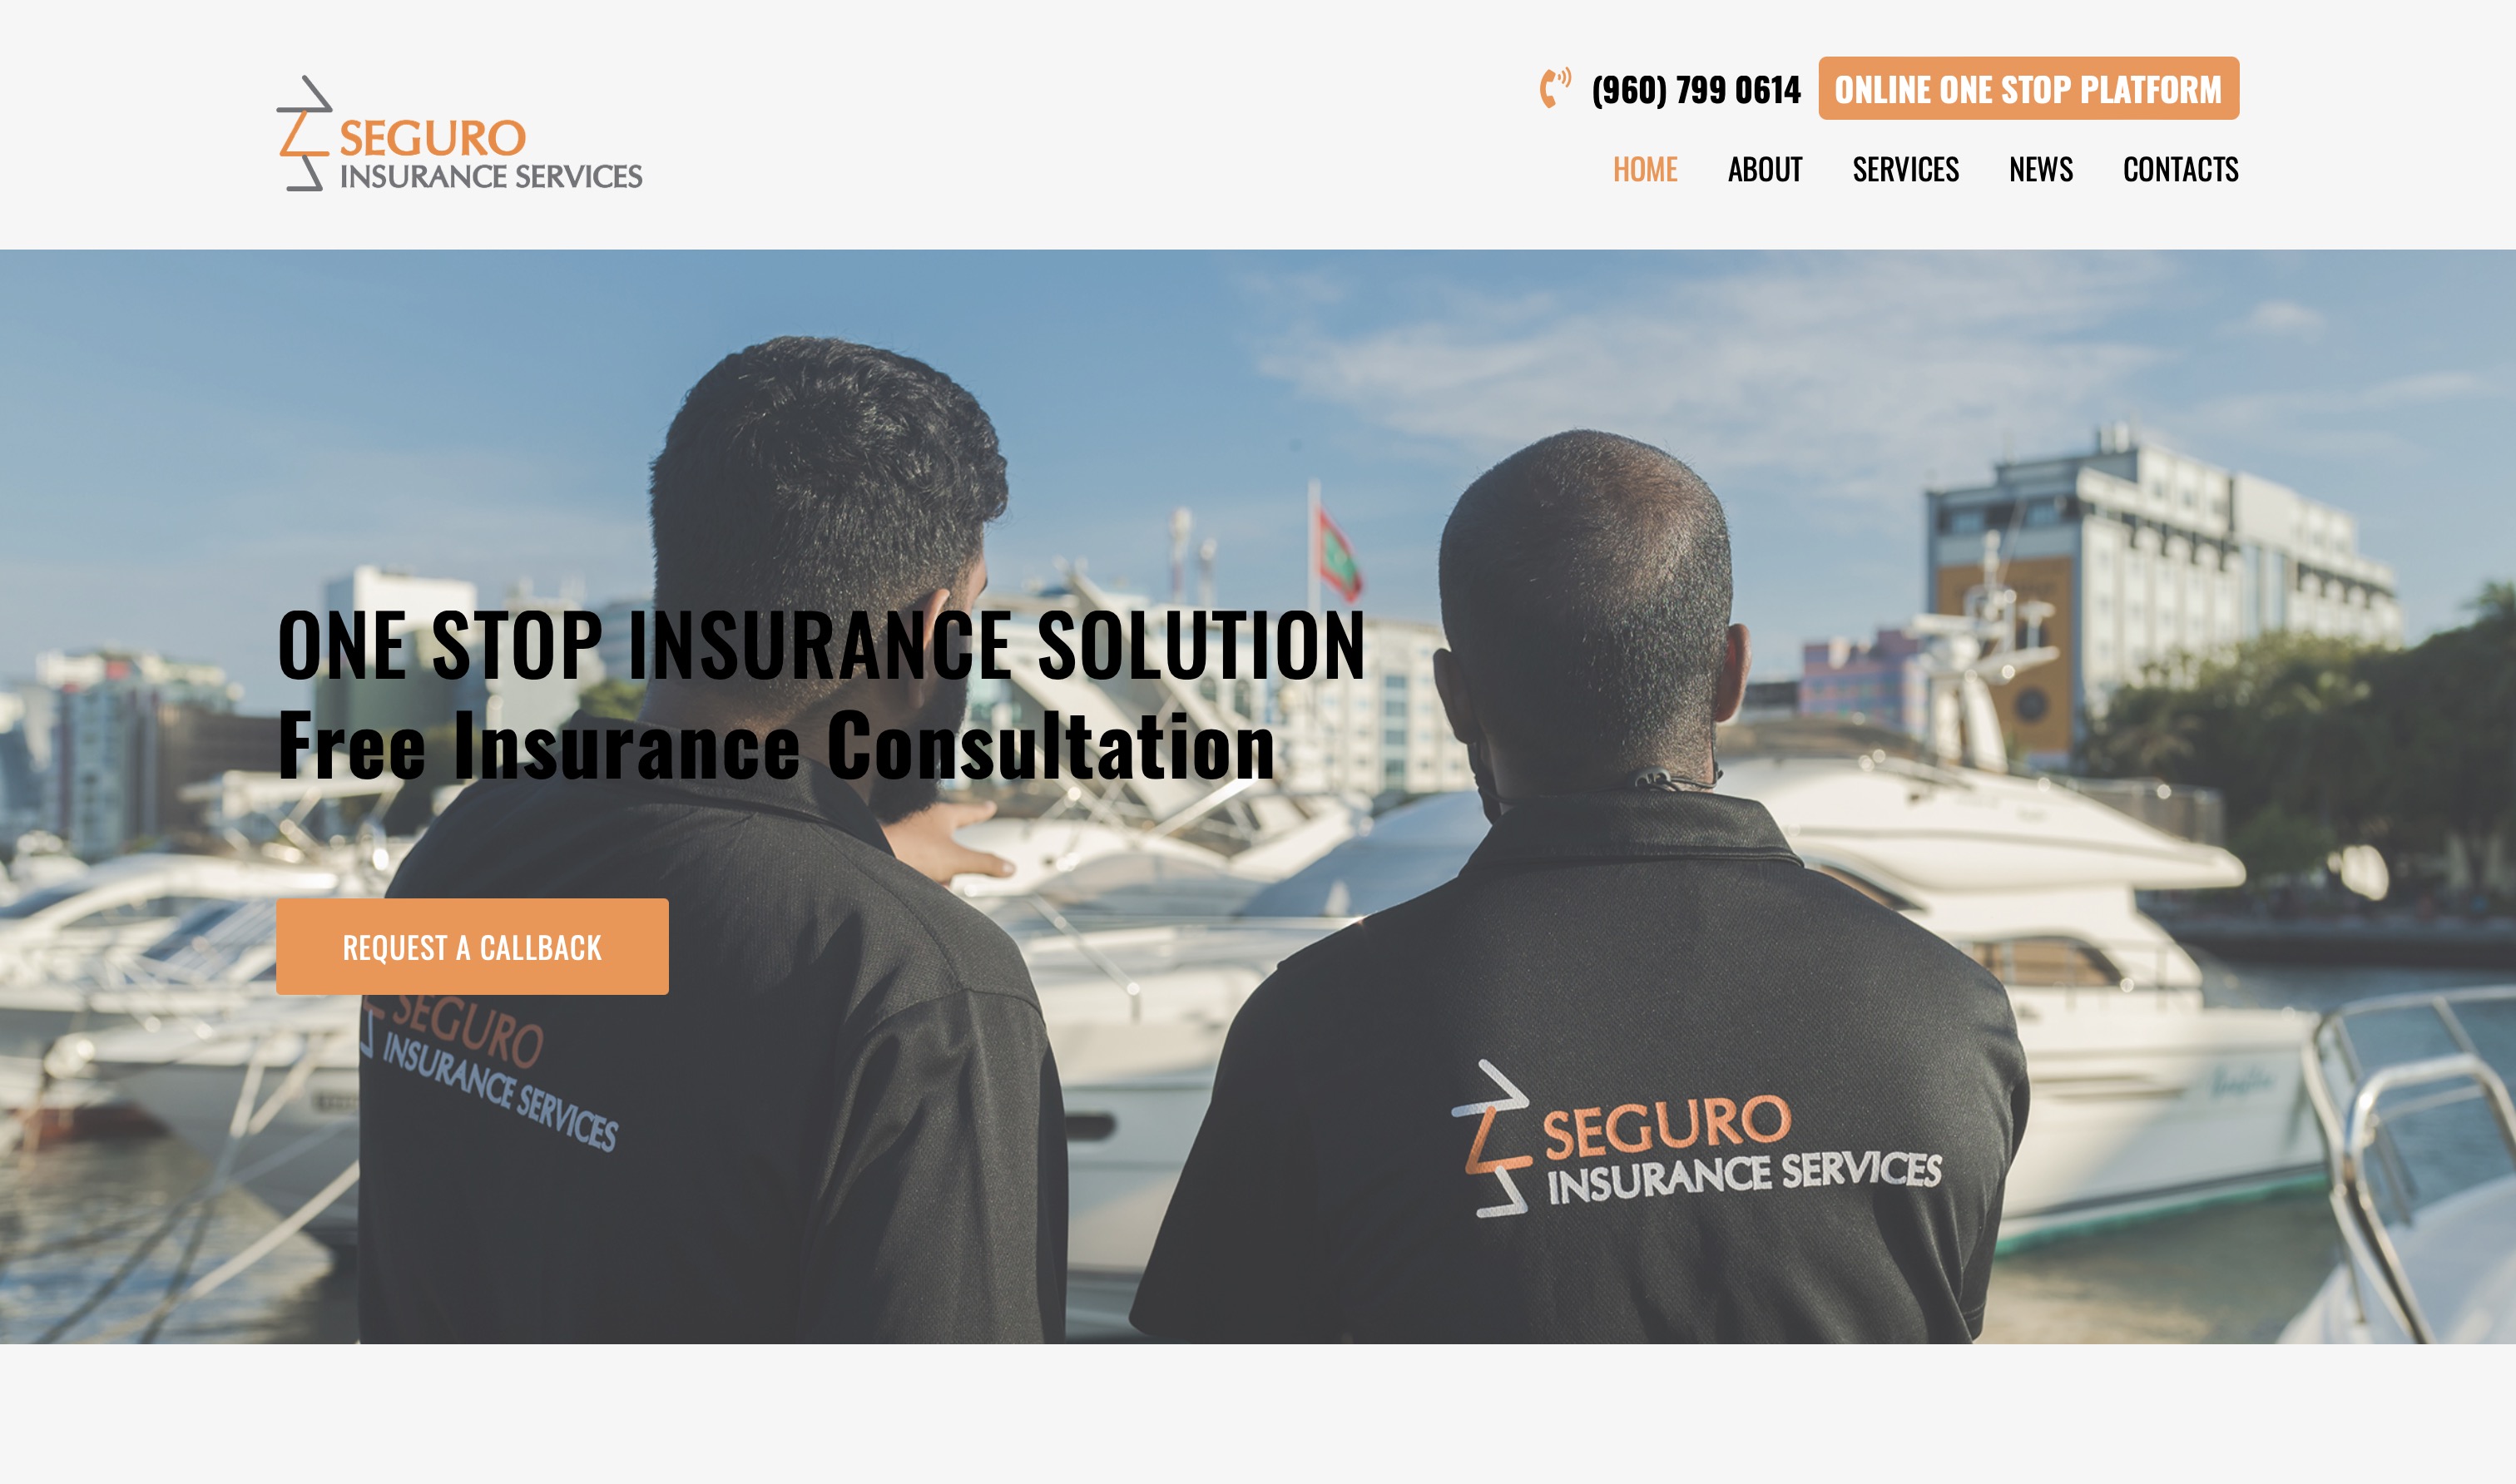 SEGURO
INSURANCE SERVICES
(960) 799 0614
ONLINE ONE STOP PLATFORM
HOME ABOUT SERVICES NEWS CONTACTS
ONE STOP INSURANCE SOLUTION
Free Insurance Consultation
REQUEST A CALLBACK
SEGURO
INSURANCE SERVICES
SEGURO
INSURANCE SERVICES